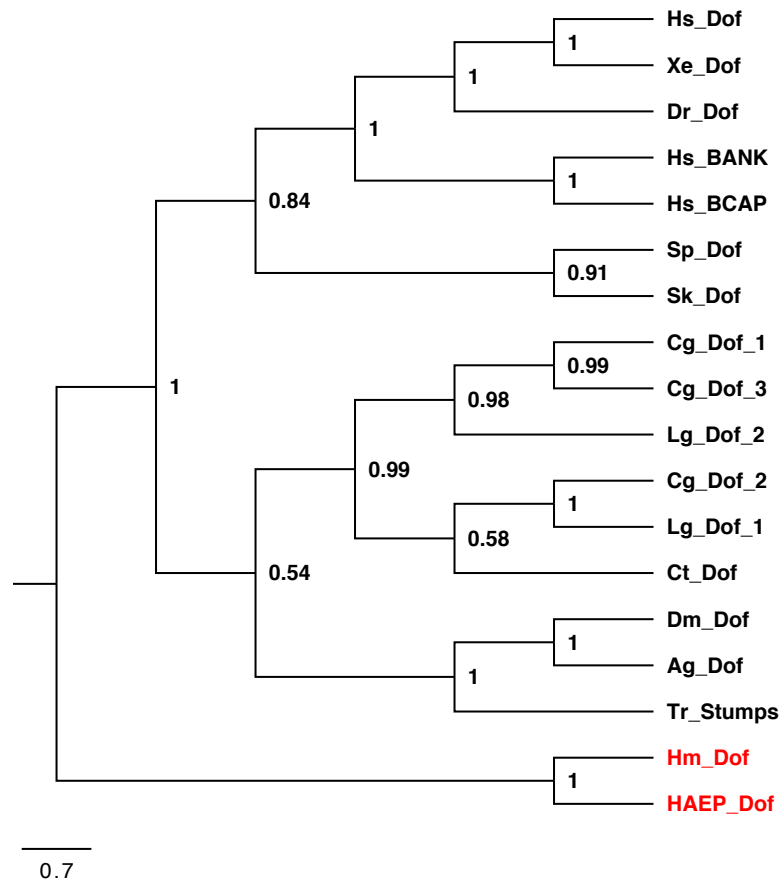 Hs_Dof
1
Xe_Dof
1
Dr_Dof
1
Hs_BANK
1
Hs_BCAP
0.84
Sp_Dof
0.91
Sk_Dof
1
Cg_Dof_1
0.99
Cg_Dof_3
0.98
Lg_Dof_2
0.99
Cg_Dof_2
1
Lg_Dof_1
0.58
Ct_Dof
0.54
Dm_Dof
1
Ag_Dof
1
Tr_Stumps
Hm_Dof
1
HAEP_Dof
0.7